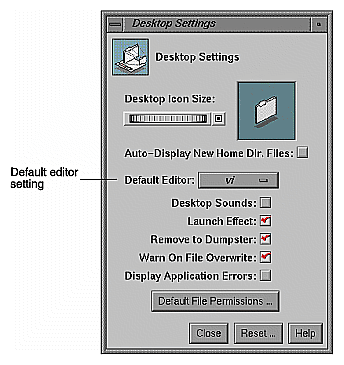 Desktop Settings
Desktop Settings
Desktop Icon Size:
Auto-Display New Home Dir. Files:
Default editor
setting
Default Editor: vi
Desktop Sounds:
Launch Effect:
Remove to Dumpster:
Warn On File Overwrite:
Display Application Errors:
Default File Permissions ...
Close Reset ... Help